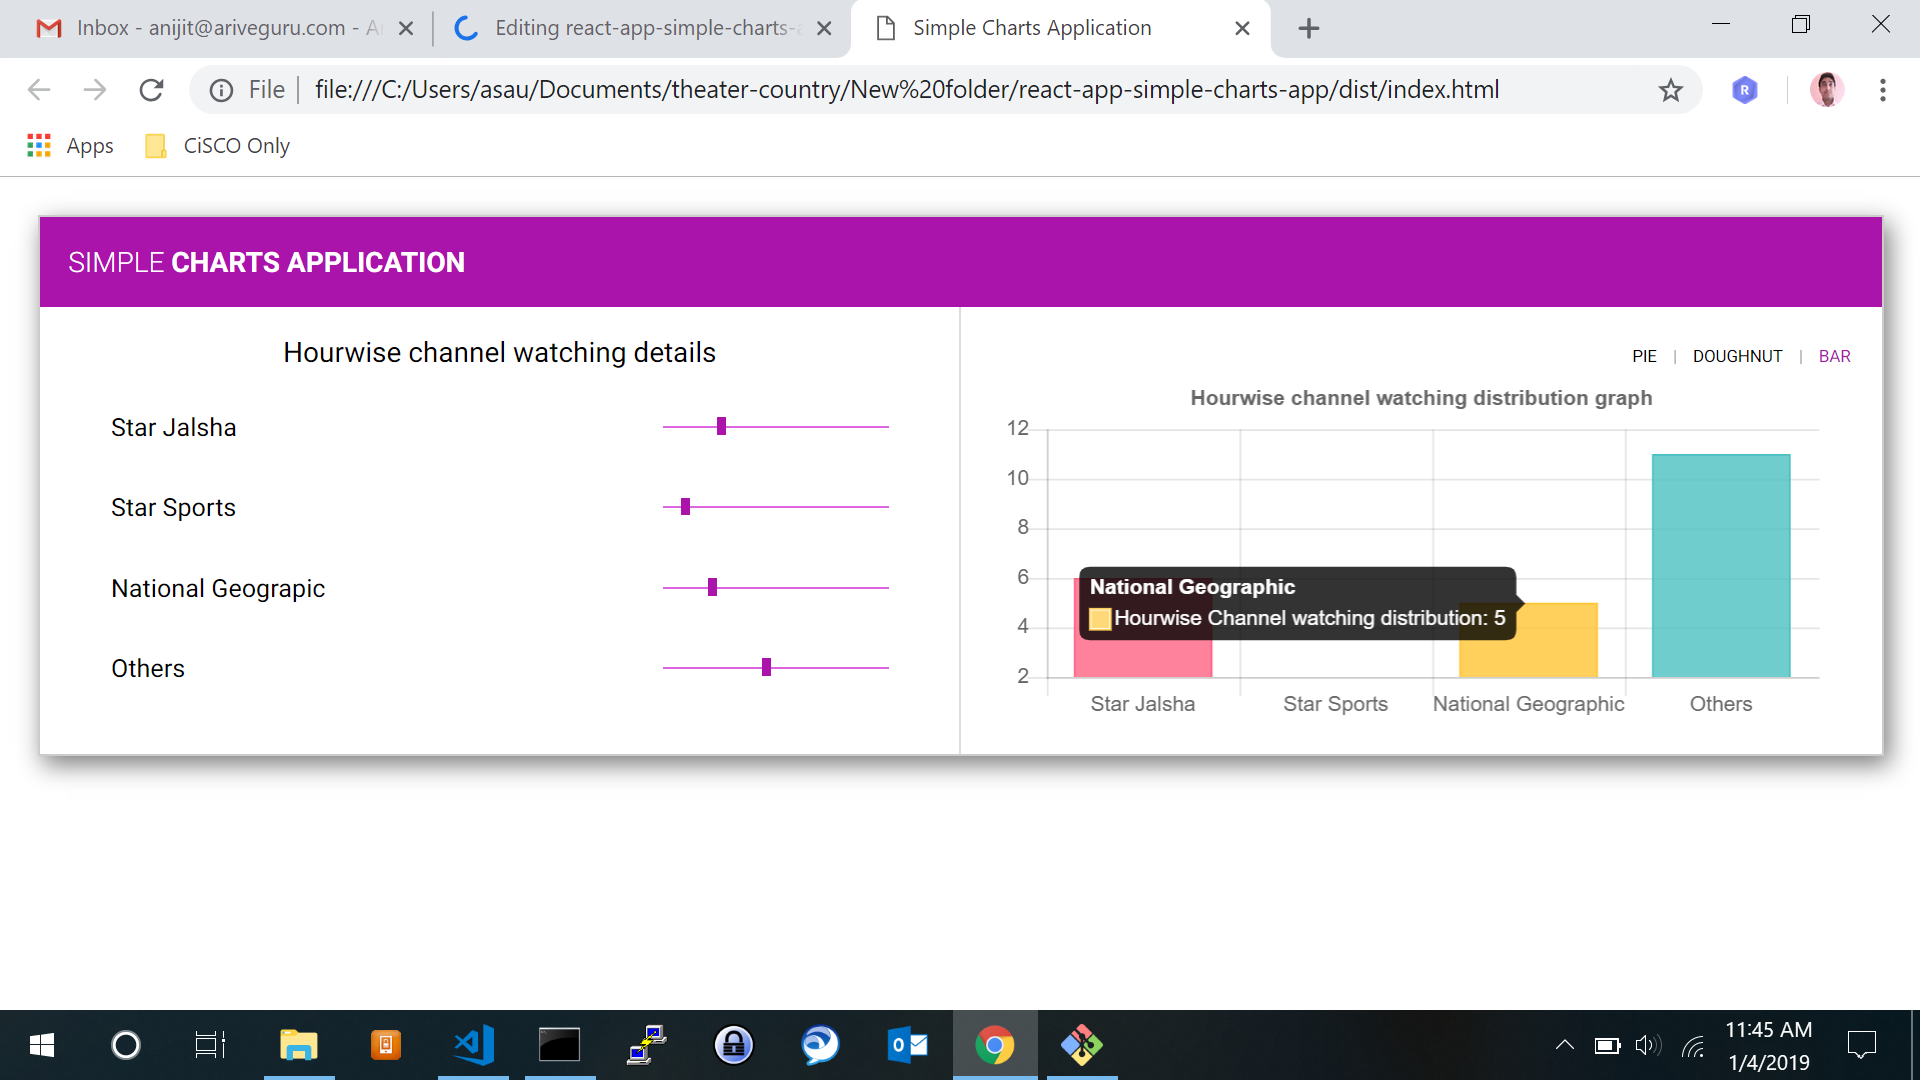 Inbox - anijit@ariveguru.com - A
Editing react-app-simple-charts-a
Simple Charts Application
File
file:///C:/Users/asau/Documents/theater-country/New%20folder/react-app-simple-charts-app/dist/index.html
R
Apps
CiSCO Only
SIMPLE CHARTS APPLICATION
Hourwise channel watching details
Star Jalsha
Star Sports
National Geograpic
Others
PIE | DOUGHNUT | BAR
Hourwise channel watching distribution graph
12
10
8
6
4
2
National Geographic
Hourwise Channel watching distribution: 5
Star Jalsha
Star Sports
National Geographic
Others
11:45 AM
1/4/2019